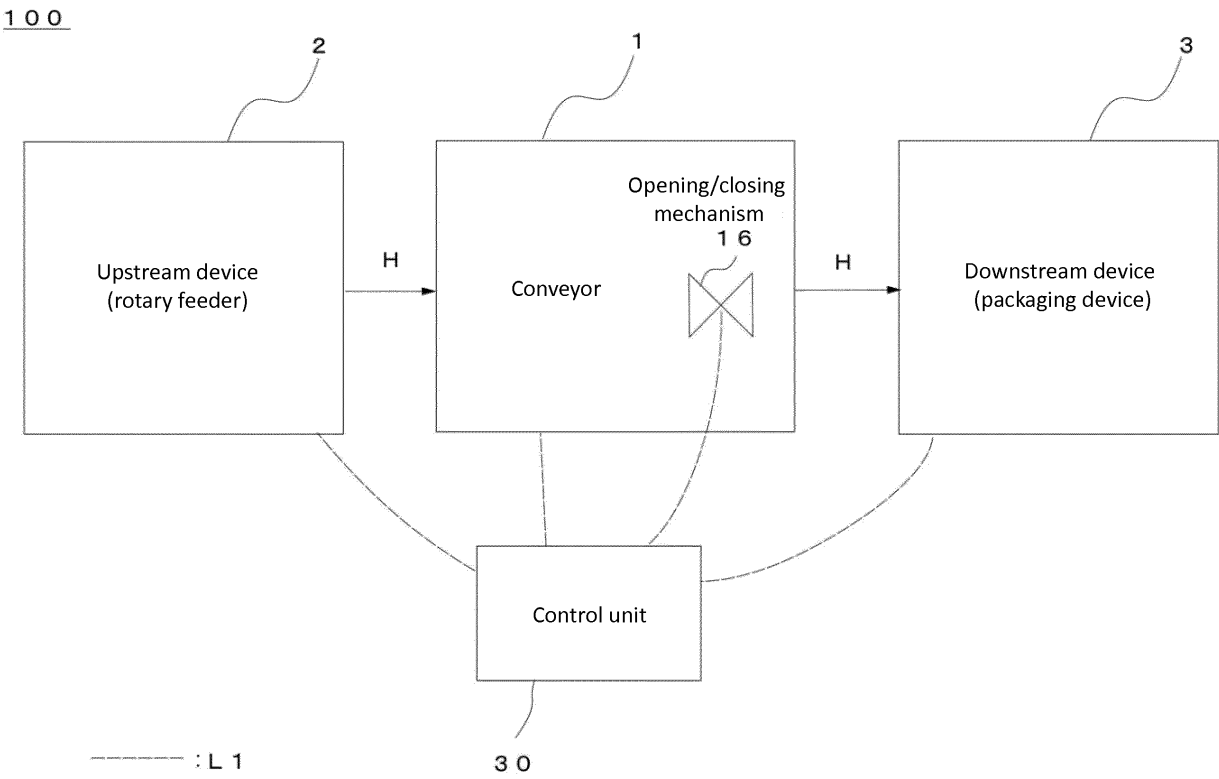 100
2
1
3
Opening/closing
mechanism
16
H
H
Upstream device
(rotary feeder)
Conveyor
Downstream device
(packaging device)
Control unit
:L1
30